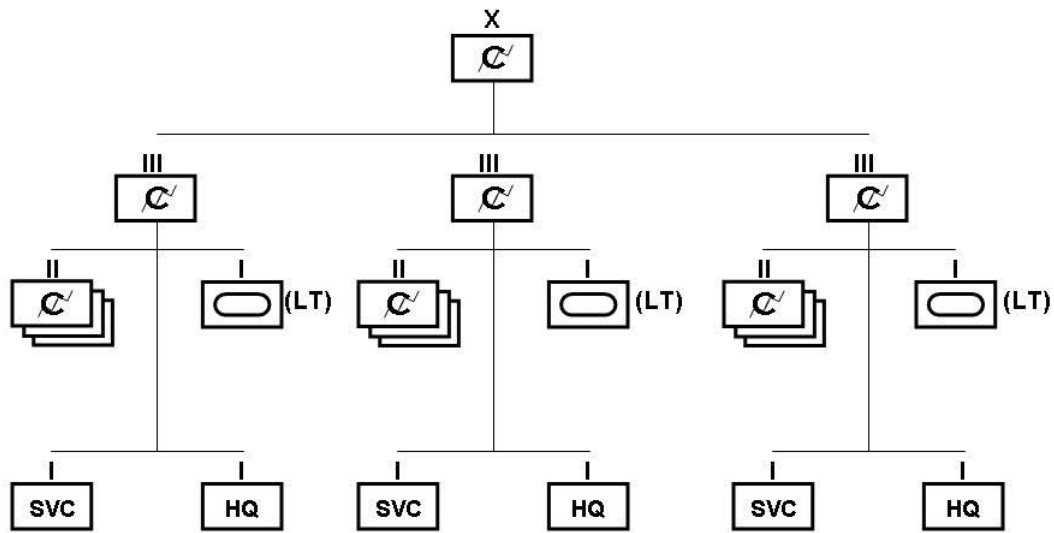 X
C
III III III
C C C
II I II I II I
C (LT) C (LT) C (LT)
I I I I I I
SVC HQ SVC HQ SVC HQ